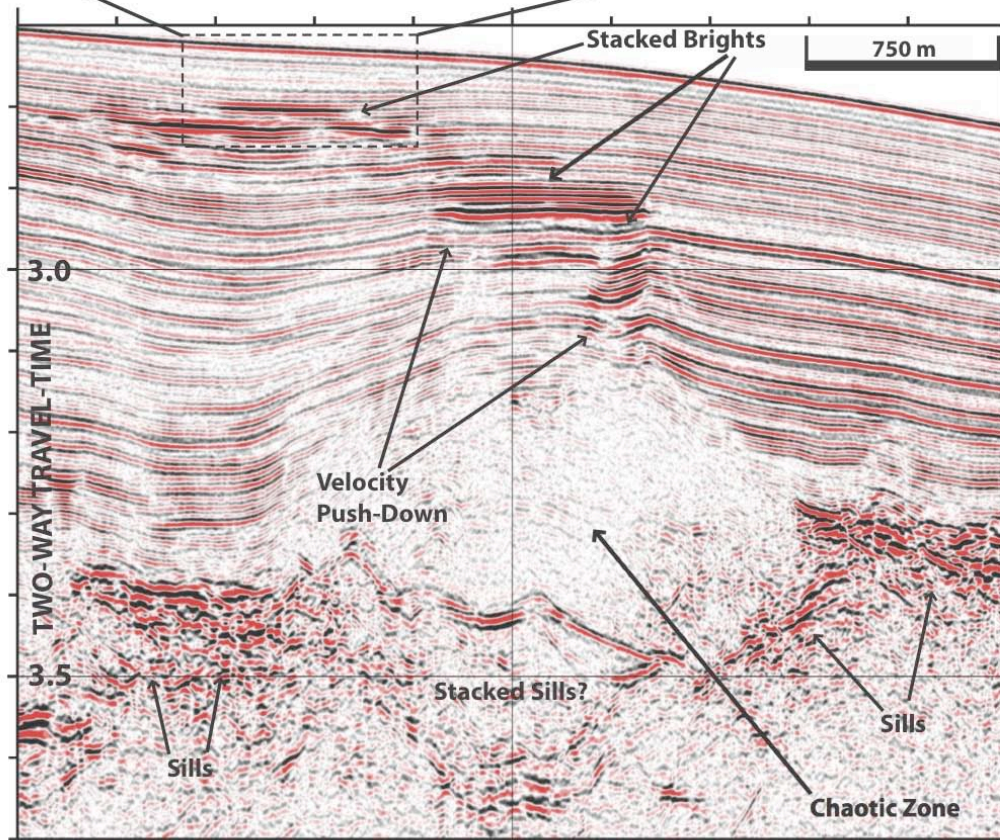 Stacked Brights
750 m
3.0
TWO-WAY TRAVEL-TIME
Velocity
Push-Down
3.5
Stacked Sills?
Sills
Sills
Chaotic Zone